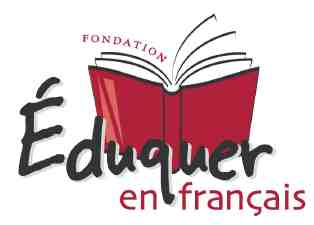 FONDATION
Éduquer
en français